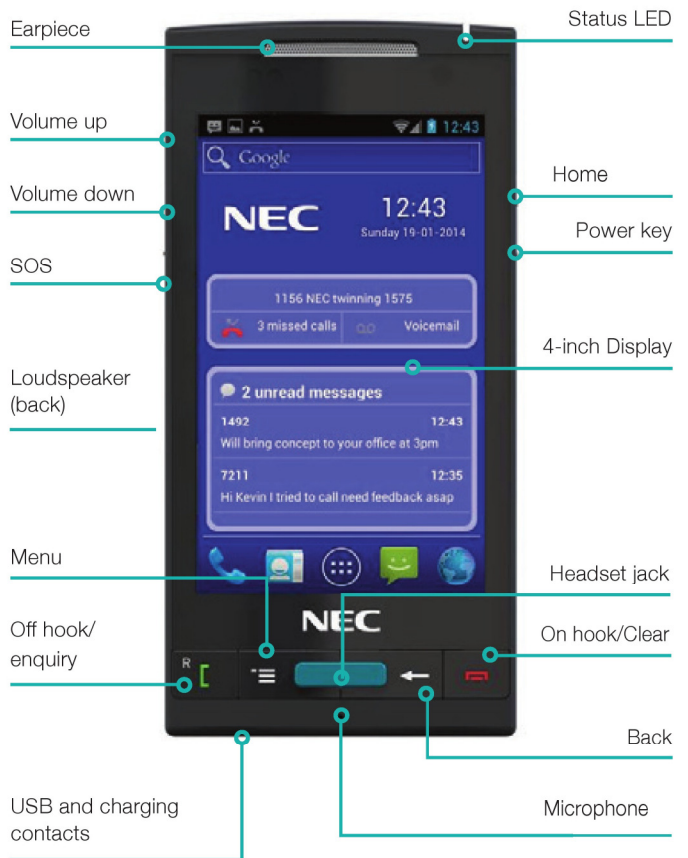 Earpiece
Status LED
Volume up
12:43
Google
Volume down
Home
NEC
12:43
Sunday 19-01-2014
Power key
SOS
1156 NEC twinning 1575
3 missed calls
Voicemail
4-inch Display
Loudspeaker
(back)
2 unread messages
1492
12:43
Will bring concept to your office at 3pm
7211
12:35
Hi Kevin I tried to call need feedback asap
Menu
Headset jack
NEC
Off hook/
enquiry
On hook/Clear
R
Back
USB and charging
contacts
Microphone